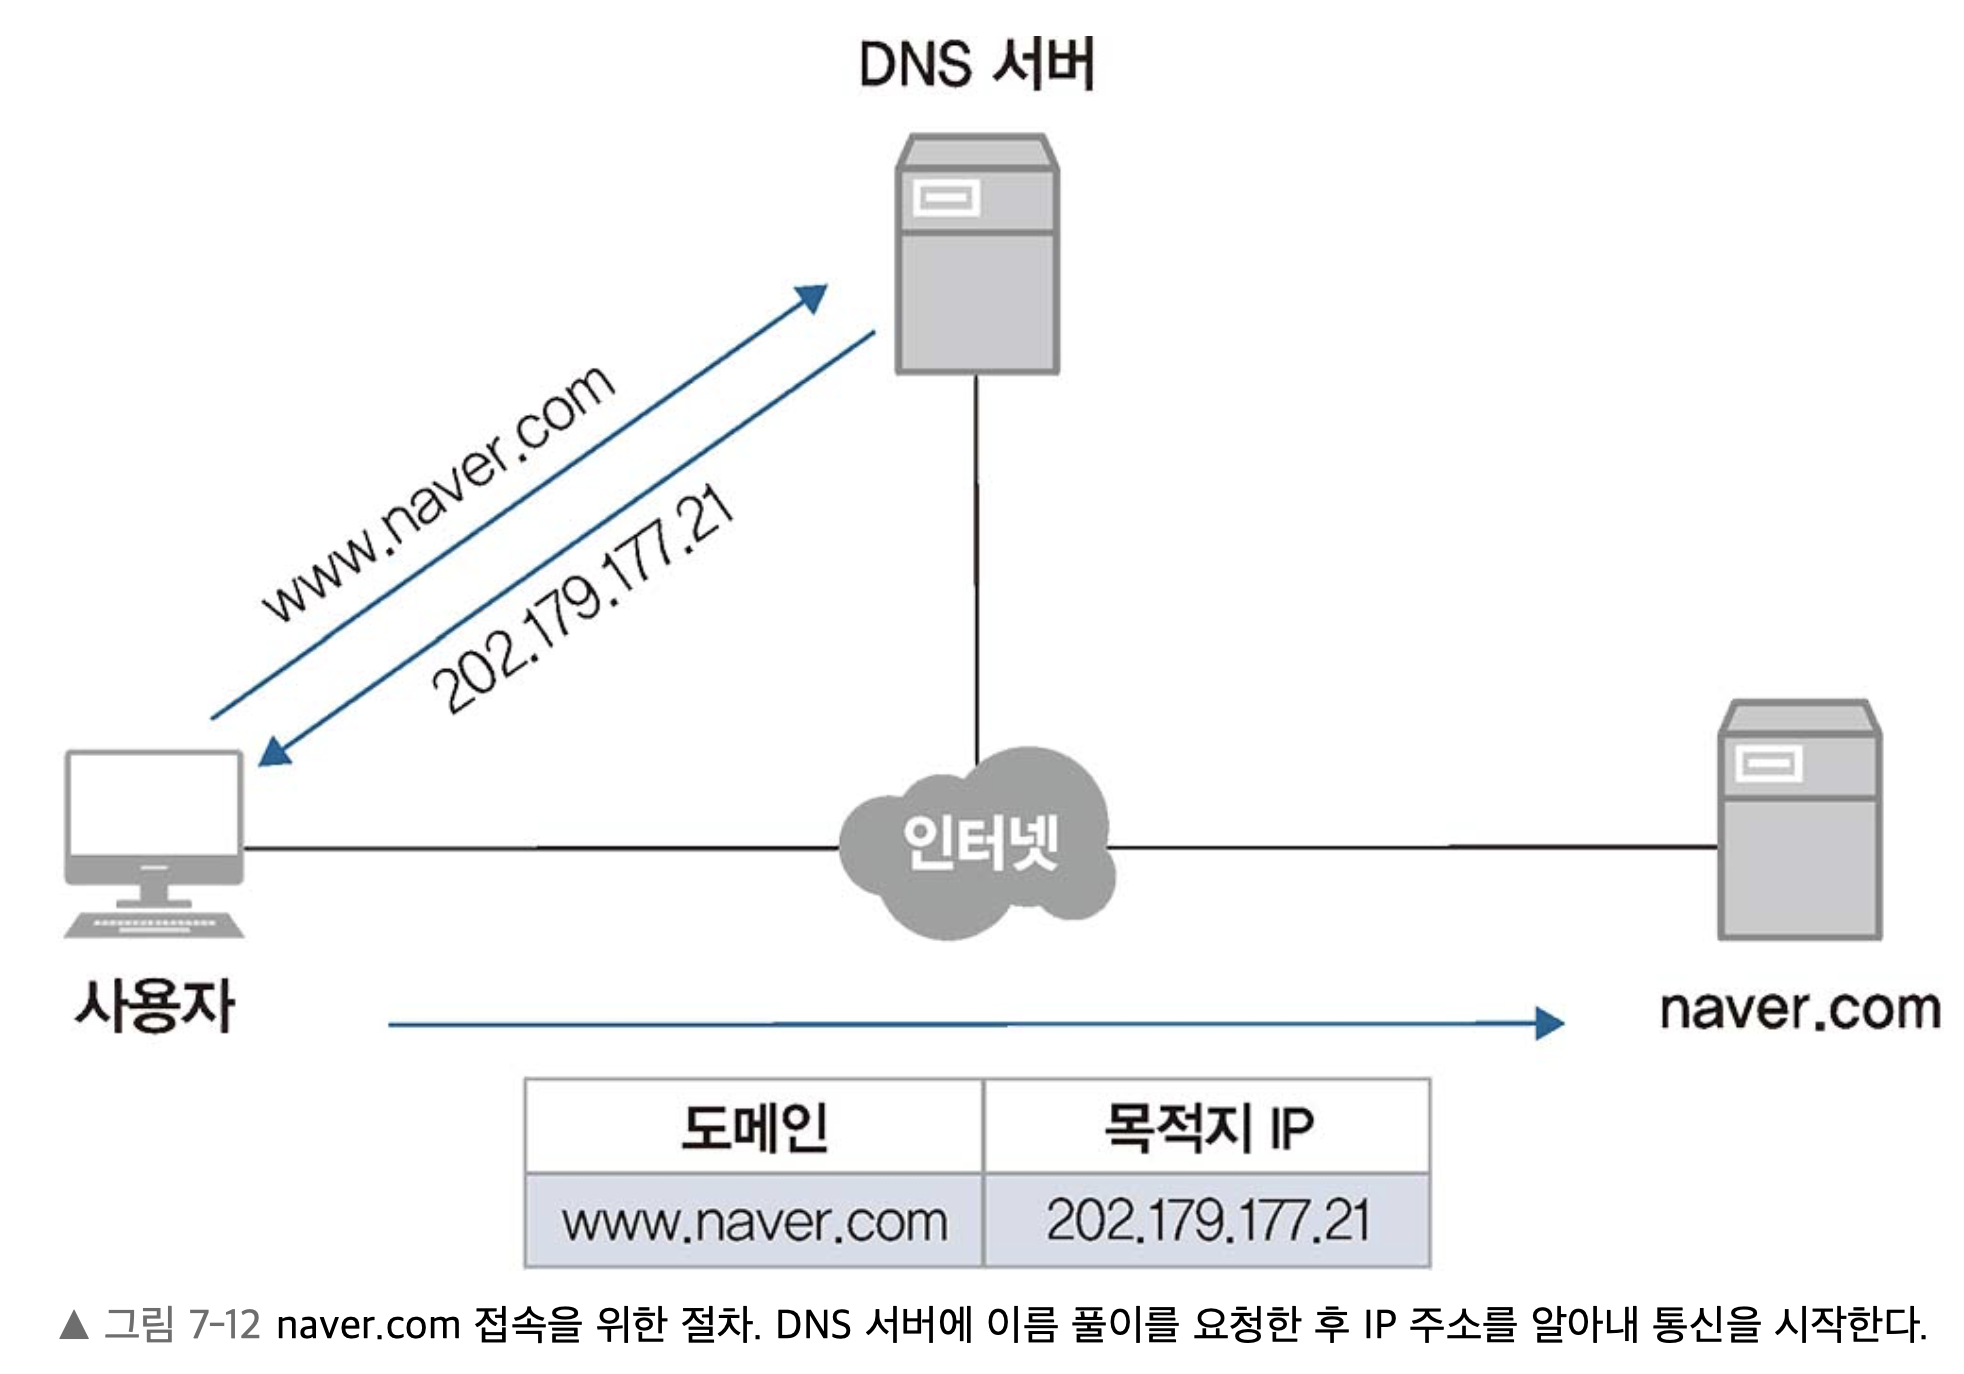 DNS 서버
www.naver.com
202.179.177.21
인터넷
사용자
naver.com
도메인 목적지 IP
www.naver.com 202.179.177.21
▲ 그림 7-12 naver.com 접속을 위한 절차. DNS 서버에 이름 풀이를 요청한 후 IP 주소를 알아내 통신을 시작한다.